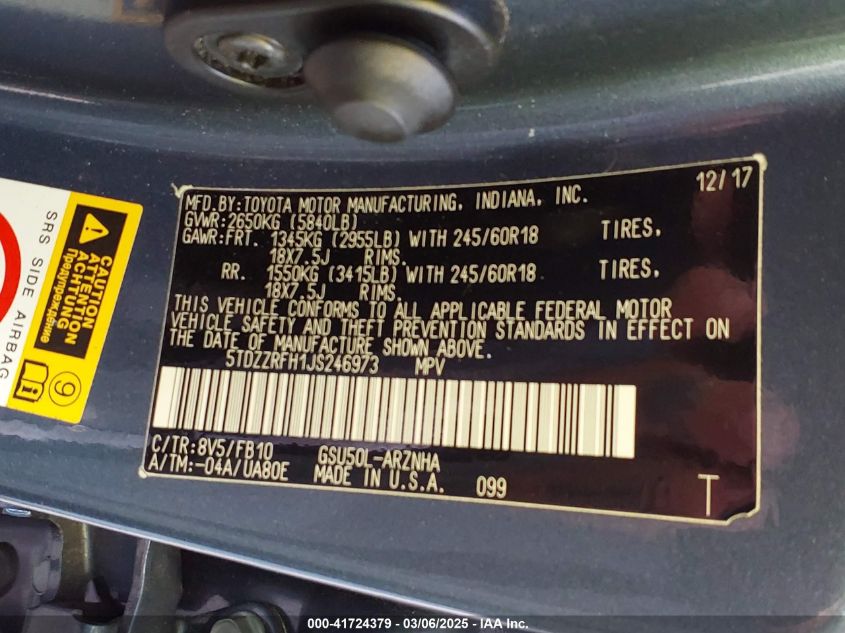 MFD.BY:TOYOTA MOTOR MANUFACTURING, INDIANA, INC. 12/17
GVWR:2650KG (5840LB)
GAWR:FRT. 1345KG (2955LB) WITH 245/60R18 TIRES.
18X7.5J RIMS.
RR. 1550KG (3415LB) WITH 245/60R18 TIRES.
18X7.5J RIMS.
THIS VEHICLE CONFORMS TO ALL APPLICABLE FEDERAL MOTOR
VEHICLE SAFETY AND THEFT PREVENTION STANDARDS IN EFFECT ON
THE DATE OF MANUFACTURE SHOWN ABOVE.
5TDZZRFH1JS246973 MPV
C/TR:8V5/FB10 GSU50L-ARZNHA
A/TM:-04A/UA80E MADE IN U.S.A. 099 T
SRS SIDE AIRBAG
CAUTION
ATTENTION
ACHTUNG
Предупреждение
9
000-41724379 - 03/06/2025 - IAA Inc.